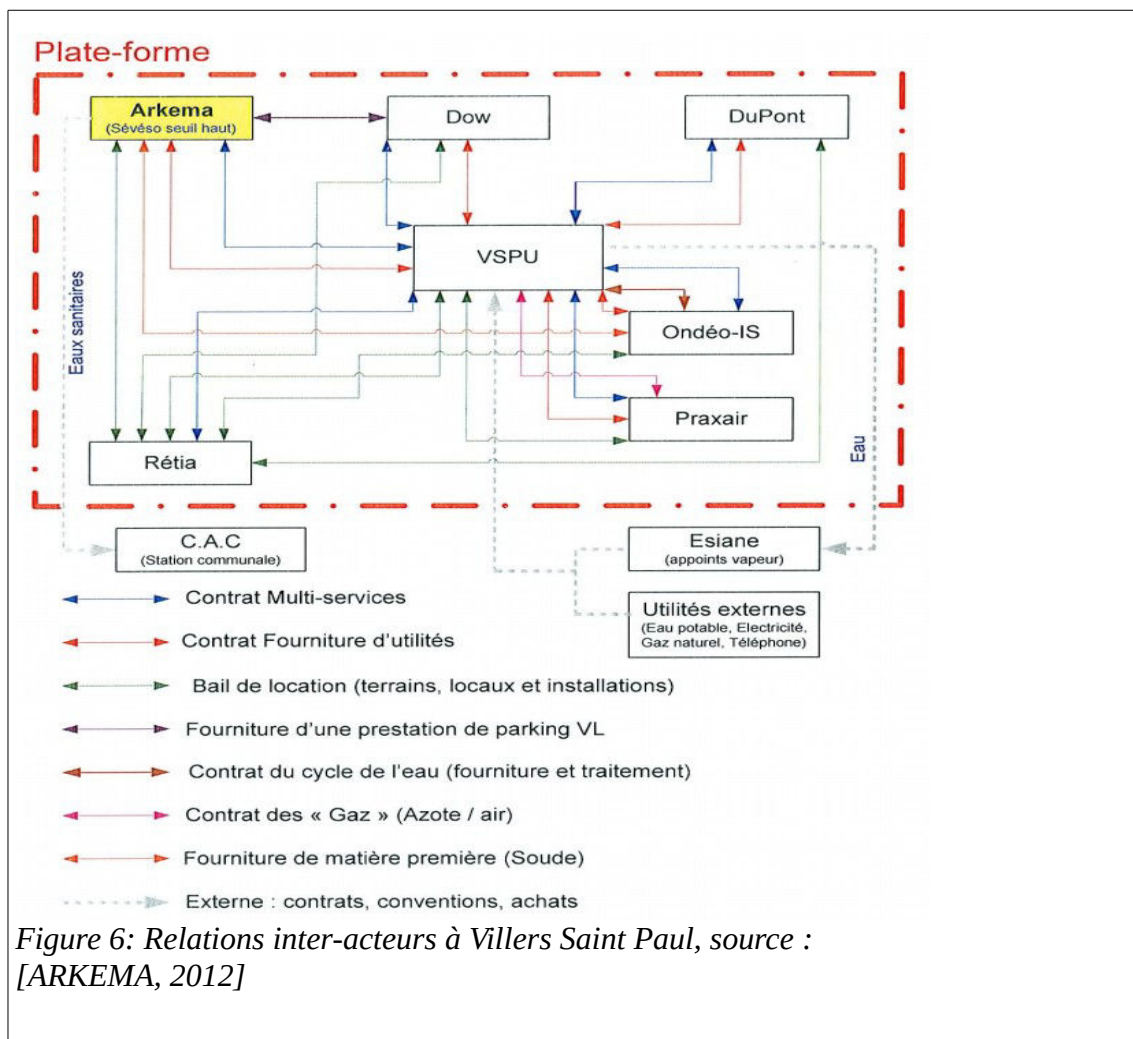 Plate-forme
Arkema
(Sévéso seuil haut)
Dow
DuPont
VSPU
Eaux sanitaires
Ondéo-IS
Praxair
Eau
Rétia
C.A.C
(Station communale)
Esiane
(appoints vapeur)
Utilités externes
(Eau potable, Electricité,
Gaz naturel, Téléphone)
Contrat Multi-services
Contrat Fourniture d'utilités
Bail de location (terrains, locaux et installations)
Fourniture d'une prestation de parking VL
Contrat du cycle de l'eau (fourniture et traitement)
Contrat des « Gaz » (Azote / air)
Fourniture de matière première (Soude)
Externe : contrats, conventions, achats
Figure 6: Relations inter-acteurs à Villers Saint Paul, source :
[ARKEMA, 2012]